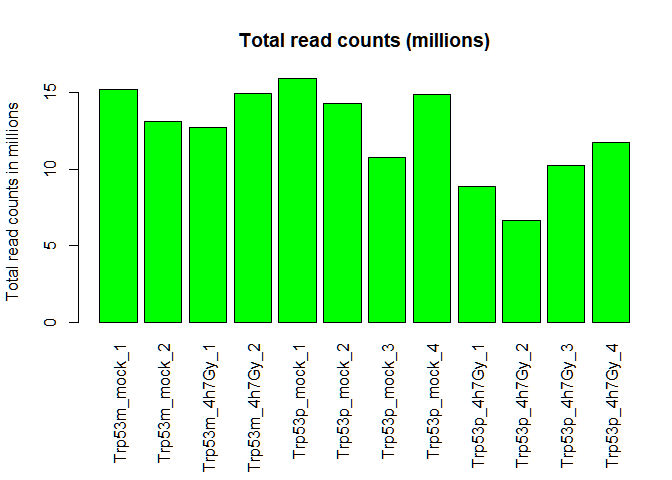 Total read counts (millions)
Total read counts in millions
15
10
5
0
Trp53m_mock_1
Trp53m_mock_2
Trp53m_4h7Gy_1
Trp53m_4h7Gy_2
Trp53p_mock_1
Trp53p_mock_2
Trp53p_mock_3
Trp53p_mock_4
Trp53p_4h7Gy_1
Trp53p_4h7Gy_2
Trp53p_4h7Gy_3
Trp53p_4h7Gy_4